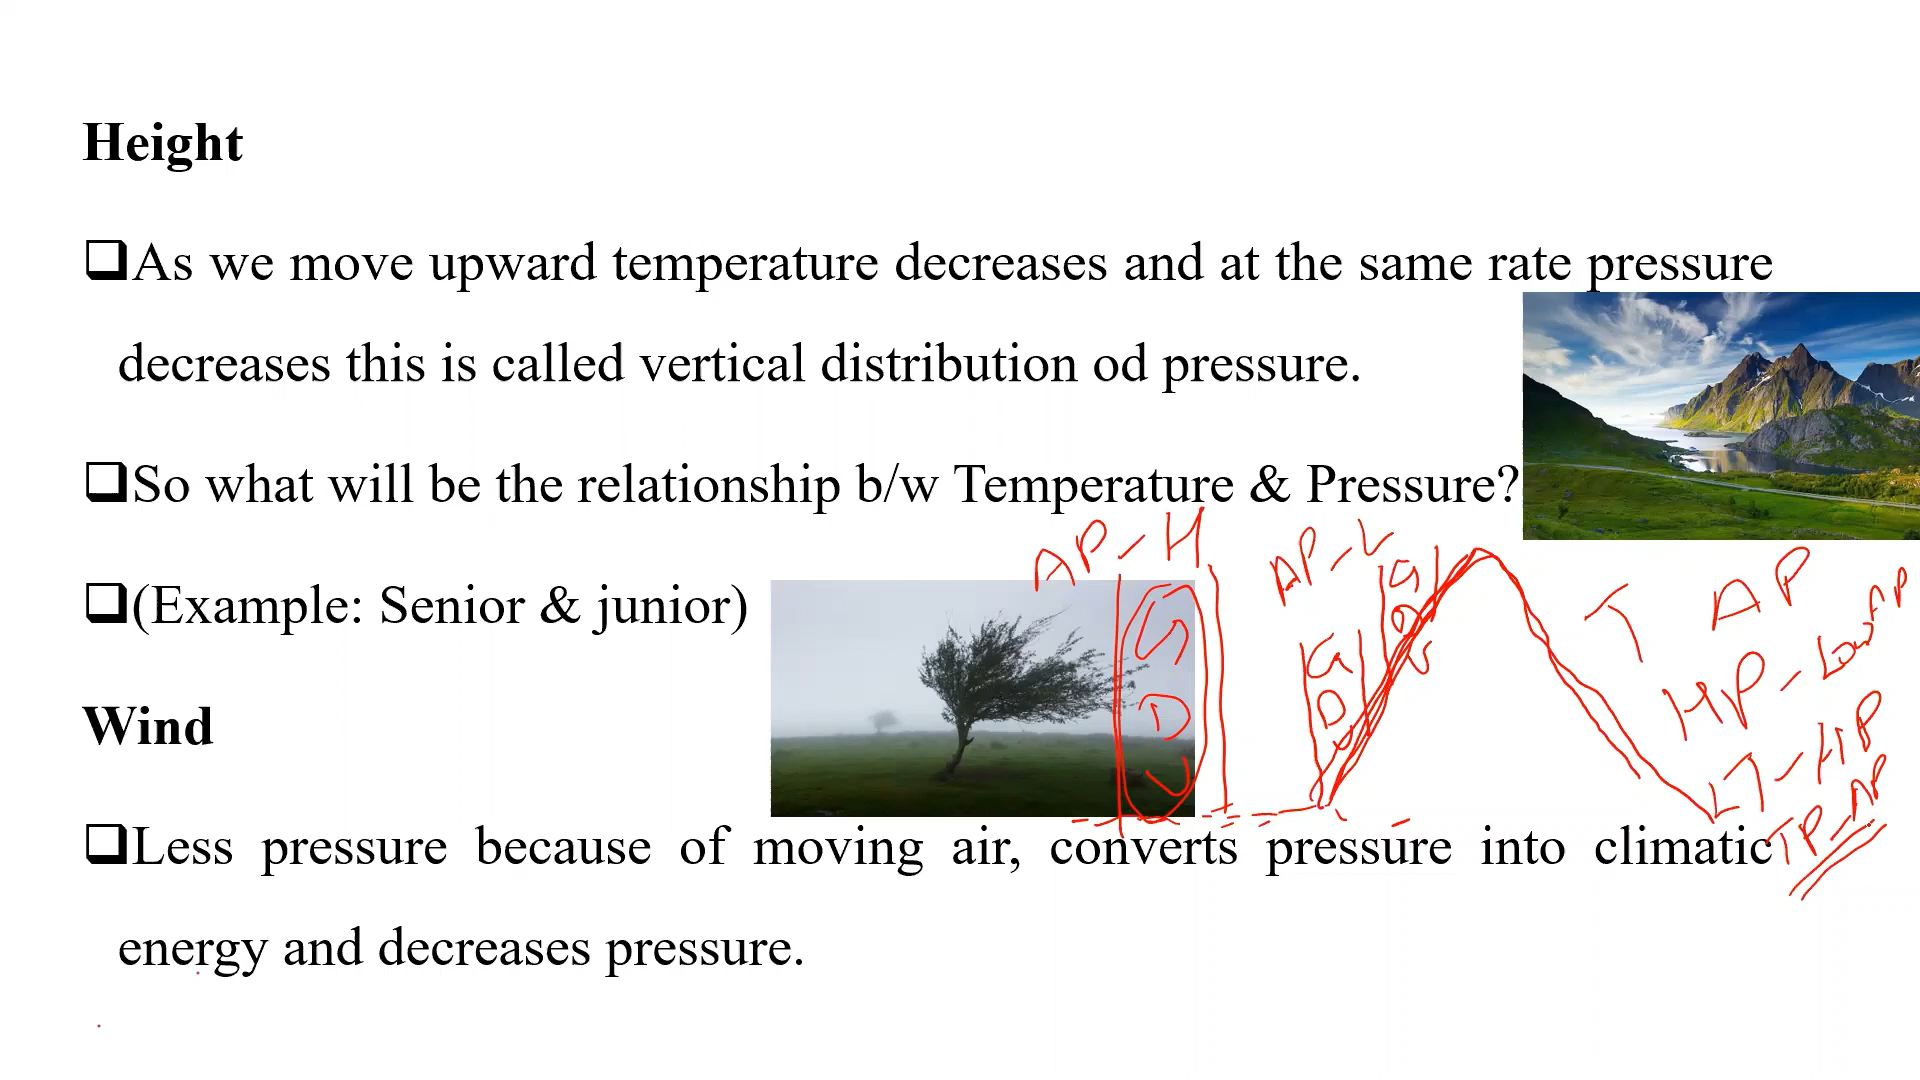 Height
❑As we move upward temperature decreases and at the same rate pressure
decreases this is called vertical distribution od pressure.
❑So what will be the relationship b/w Temperature & Pressure?
AP-H
AP-L
G
D
V
G
D
V
G
D
V
T AP
HP-Low AP
LT-HP
TP-AP
❑(Example: Senior & junior)
Wind
❑Less pressure because of moving air, converts pressure into climatic
energy and decreases pressure.